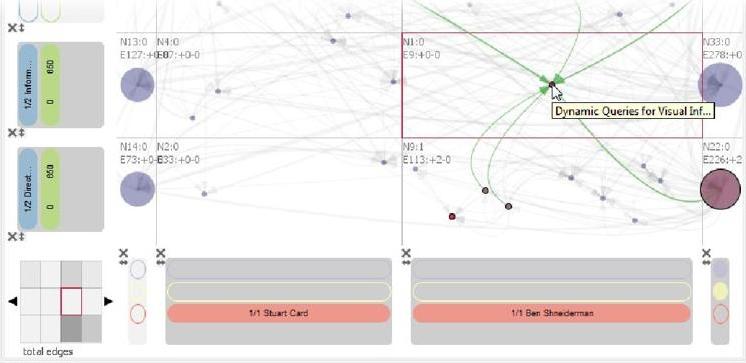 N13:0
E127:+0-0
N4:0
E87:+0-0
N1:0
E9:+0-0
N33:0
E278:+0
Dynamic Queries for Visual Inf...
1/2 Inform...
0 650
N14:0
E73:+0-0
N2:0
E33:+0-0
N9:1
E113:+2-0
N22:0
E226:+2
1/2 Direct...
0 650
1/1 Stuart Card
1/1 Ben Shneiderman
total edges